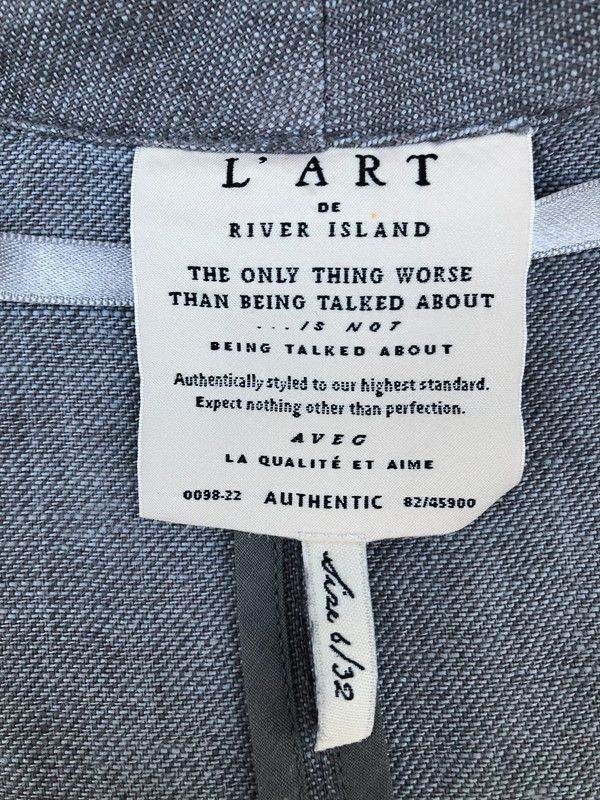 L'ART
DE
RIVER ISLAND
THE ONLY THING WORSE
THAN BEING TALKED ABOUT
...IS NOT
BEING TALKED ABOUT
Authentically styled to our highest standard.
Expect nothing other than perfection.
AVEC
LA QUALITÉ ET AIME
0098-22 AUTHENTIC 82/45900
Size 6/32